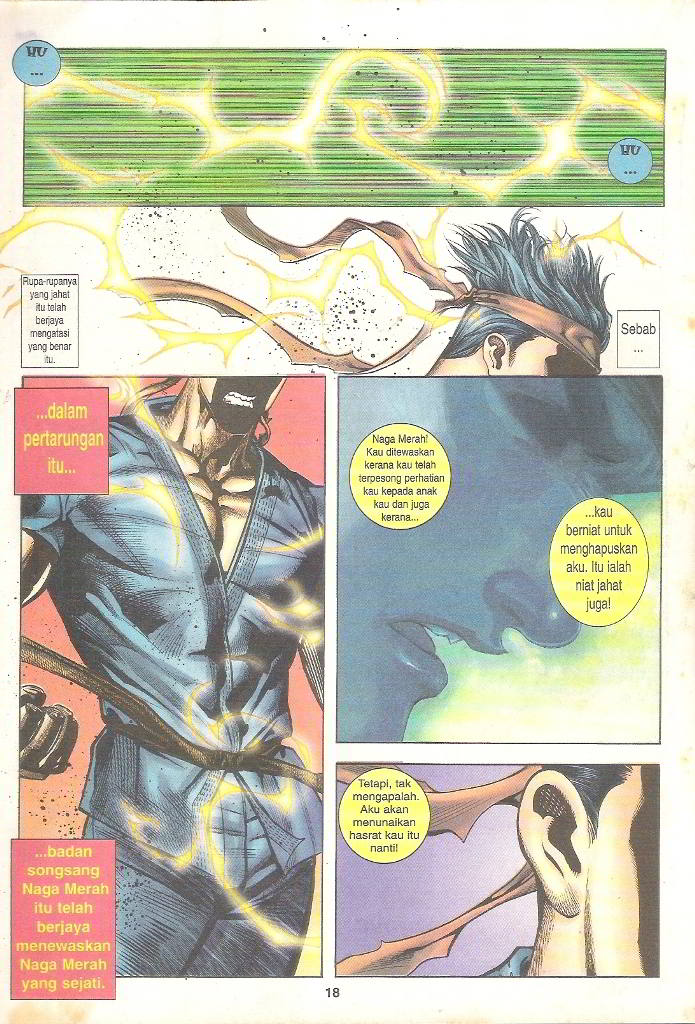 HU
...
HU
...
Rupa-rupanya
yang jahat
itu telah
berjaya
mengatasi
yang benar
itu.
Sebab
...
...dalam
pertarungan
itu...
Naga Merah!
Kau ditewaskan
kerana kau telah
terpesong perhatian
kau kepada anak
kau dan juga
kerana...
...kau
berniat untuk
menghapuskan
aku. Itu ialah
niat jahat
juga!
...badan
songsang
Naga Merah
itu telah
berjaya
menewaskan
Naga Merah
yang sejati.
Tetapi, tak
mengapalah.
Aku akan
menunaikan
hasrat kau itu
nanti!
18